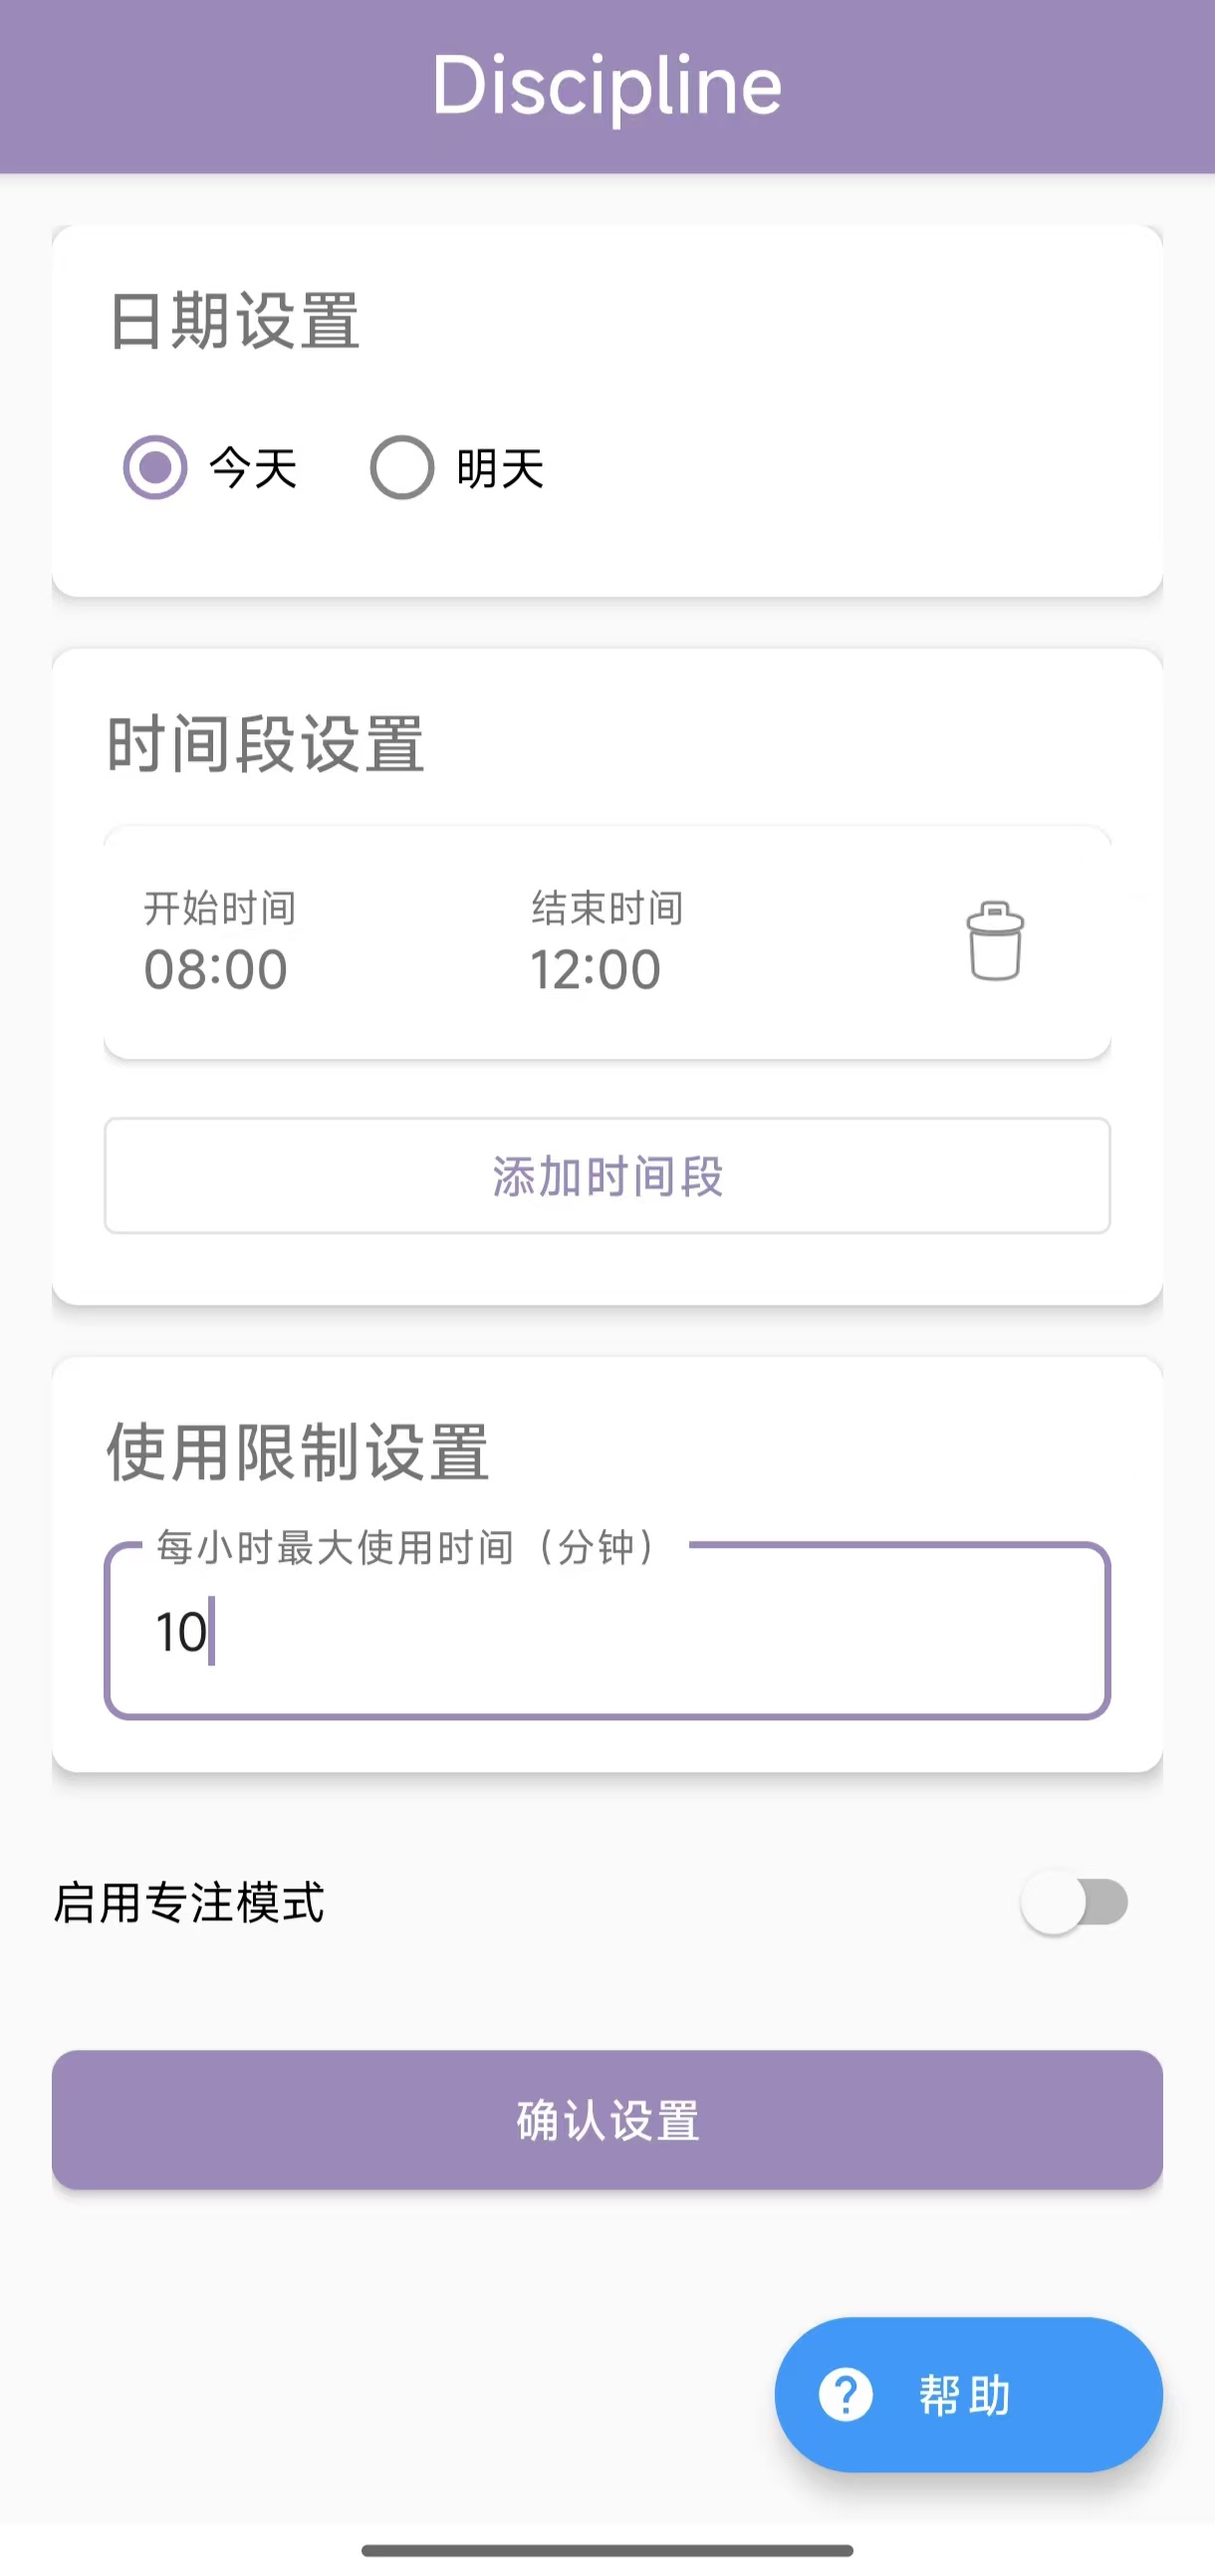 Discipline
日期设置
今天 明天
时间段设置
开始时间 结束时间
08:00 12:00
添加时间段
使用限制设置
每小时最大使用时间（分钟）
10
启用专注模式
确认设置
帮助